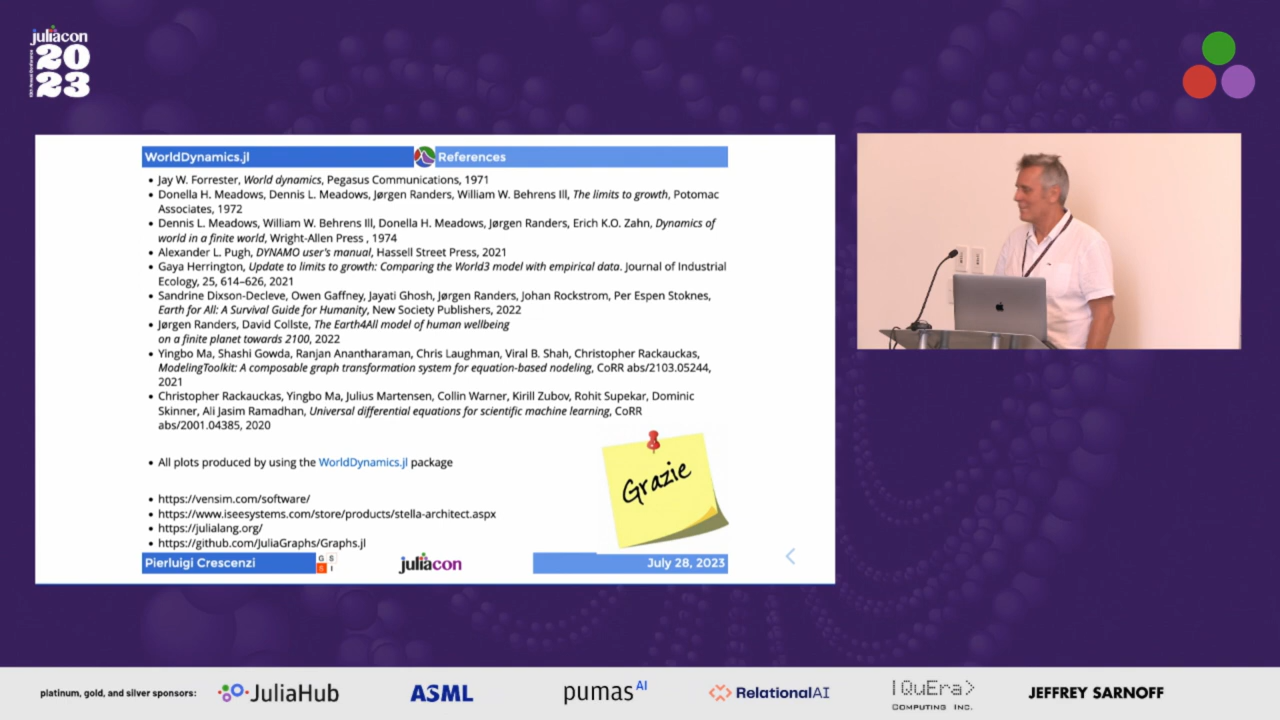 juliacon
20
23
WorldDynamics.jl
References
• Jay W. Forrester, World dynamics, Pegasus Communications, 1971
• Donella H. Meadows, Dennis L. Meadows, Jørgen Randers, William W. Behrens III, The limits to growth, Potomac
Associates, 1972
• Dennis L. Meadows, William W. Behrens III, Donella H. Meadows, Jørgen Randers, Erich K.O. Zahn, Dynamics of
world in a finite world, Wright-Allen Press , 1974
• Alexander L. Pugh, DYNAMO user's manual, Hassell Street Press, 2021
• Gaya Herrington, Update to limits to growth: Comparing the World3 model with empirical data. Journal of Industrial
Ecology, 25, 614–626, 2021
• Sandrine Dixson-Decleve, Owen Gaffney, Jayati Ghosh, Jørgen Randers, Johan Rockstrom, Per Espen Stoknes,
Earth for All: A Survival Guide for Humanity, New Society Publishers, 2022
• Jørgen Randers, David Collste, The Earth4All model of human wellbeing
on a finite planet towards 2100, 2022
• Yingbo Ma, Shashi Gowda, Ranjan Anantharaman, Chris Laughman, Viral B. Shah, Christopher Rackauckas,
ModelingToolkit: A composable graph transformation system for equation-based nodeling, CoRR abs/2103.05244,
2021
• Christopher Rackauckas, Yingbo Ma, Julius Martensen, Collin Warner, Kirill Zubov, Rohit Supekar, Dominic
Skinner, Ali Jasim Ramadhan, Universal differential equations for scientific machine learning, CoRR
abs/2001.04385, 2020
• All plots produced by using the WorldDynamics.jl package
Grazie
• https://vensim.com/software/
• https://www.iseesystems.com/store/products/stella-architect.aspx
• https://julialang.org/
• https://github.com/JuliaGraphs/Graphs.jl
Pierluigi Crescenzi
G S
S I
juliacon
July 28, 2023
platinum, gold, and silver sponsors:
JuliaHub
ASML
pumas AI
RelationalAI
|QuEra>
COMPUTING INC.
JEFFREY SARNOFF